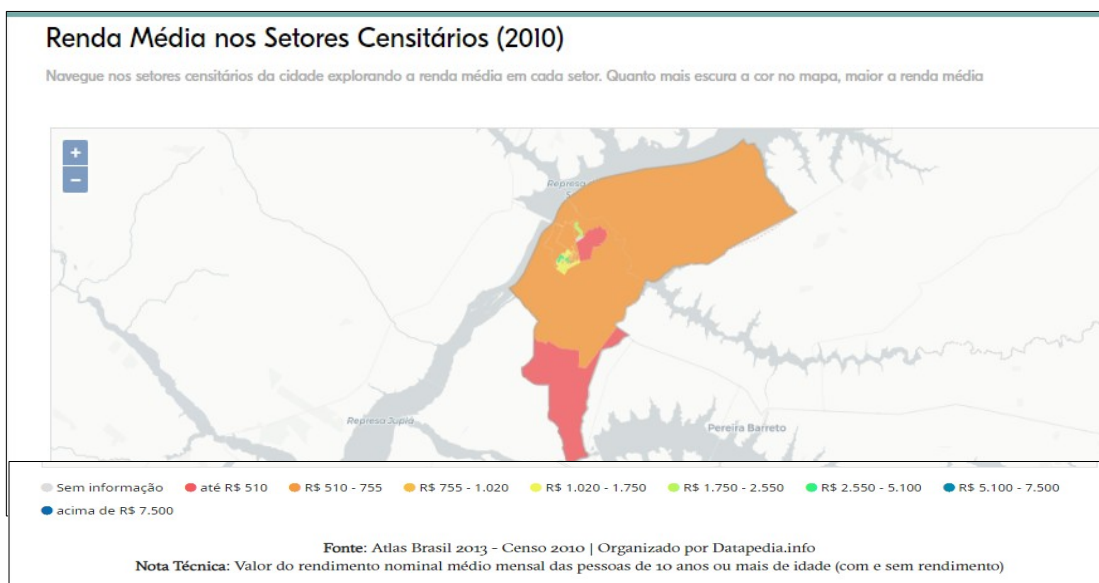 Renda Média nos Setores Censitários (2010)
Navegue nos setores censitários da cidade explorando a renda média em cada setor. Quanto mais escura a cor no mapa, maior a renda média
+
−
Represa
Represa Jupiá
Pereira Barreto
Sem informação até R$ 510 R$ 510 - 755 R$ 755 - 1.020 R$ 1.020 - 1.750 R$ 1.750 - 2.550 R$ 2.550 - 5.100 R$ 5.100 - 7.500
acima de R$ 7.500
Fonte: Atlas Brasil 2013 - Censo 2010 | Organizado por Datapedia.info
Nota Técnica: Valor do rendimento nominal médio mensal das pessoas de 10 anos ou mais de idade (com e sem rendimento)